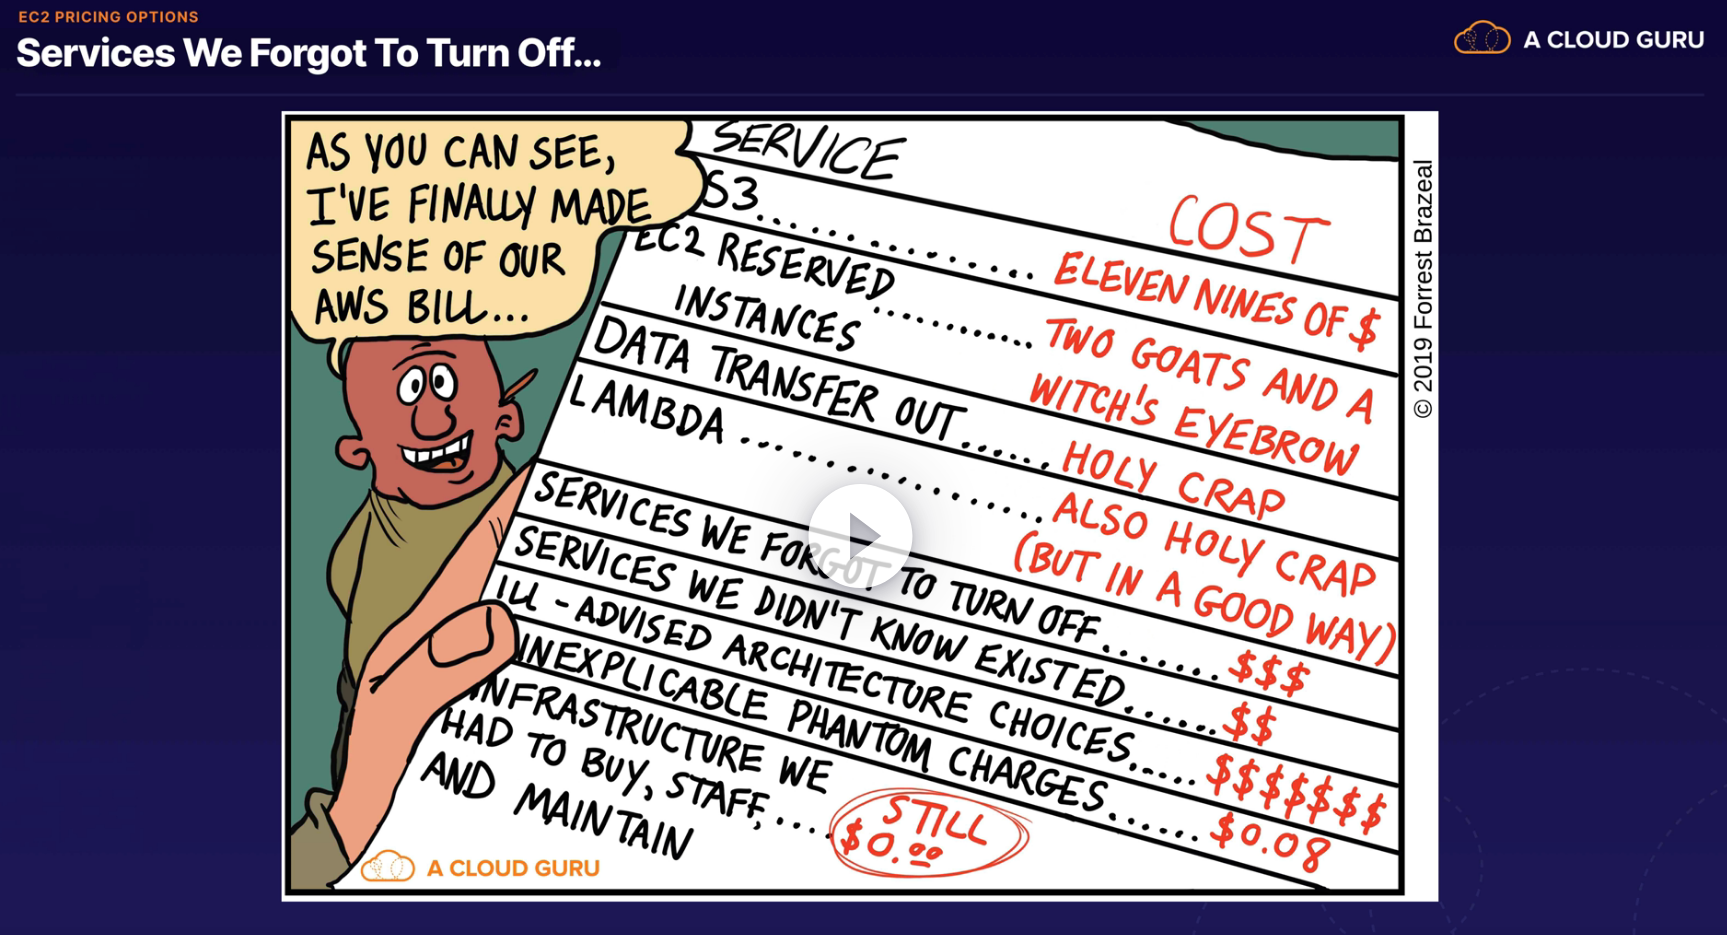 EC2 PRICING OPTIONS
Services We Forgot To Turn Off...
A CLOUD GURU
AS YOU CAN SEE,
I'VE FINALLY MADE
SENSE OF OUR
AWS BILL...
SERVICE
COST
S3.................. ELEVEN NINES OF $
EC2 RESERVED
INSTANCES ............ TWO GOATS AND A
WITCH'S EYEBROW
DATA TRANSFER OUT....... HOLY CRAP
LAMBDA .................... ALSO HOLY CRAP
(BUT IN A GOOD WAY)
SERVICES WE FORGOT TO TURN OFF....... $$$
SERVICES WE DIDN'T KNOW EXISTED...... $$
ILL-ADVISED ARCHITECTURE CHOICES..... $$$$$$$
INEXPLICABLE PHANTOM CHARGES...... $0.08
INFRASTRUCTURE WE
HAD TO BUY, STAFF,....
AND MAINTAIN
STILL
$0.00
A CLOUD GURU
© 2019 Forrest Brazeal